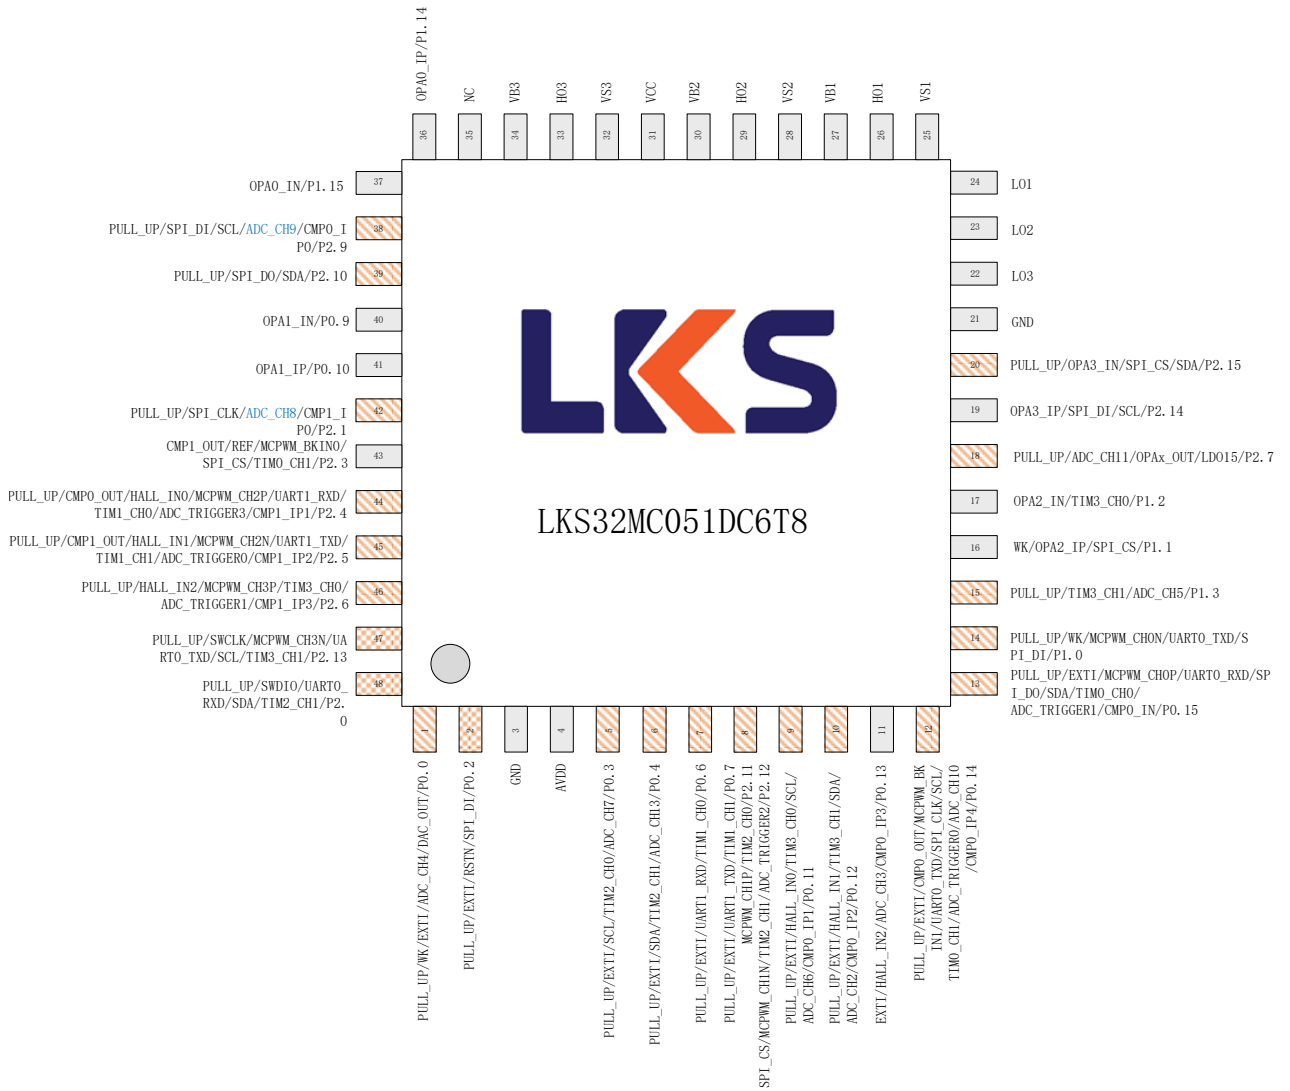 OPA0_IP/P1.14
NC
VB3
HO3
VS3
VCC
VB2
HO2
VS2
VB1
HO1
VS1
36
35
34
33
32
31
30
29
28
27
26
25
OPA0_IN/P1.15
37
PULL_UP/SPI_DI/SCL/ADC_CH9/CMP0_I
P0/P2.9
38
PULL_UP/SPI_DO/SDA/P2.10
39
OPA1_IN/P0.9
40
OPA1_IP/P0.10
41
PULL_UP/SPI_CLK/ADC_CH8/CMP1_I
P0/P2.1
42
CMP1_OUT/REF/MCPWM_BKIN0/
SPI_CS/TIM0_CH1/P2.3
43
PULL_UP/CMP0_OUT/HALL_IN0/MCPWM_CH2P/UART1_RXD/
TIM1_CH0/ADC_TRIGGER3/CMP1_IP1/P2.4
44
PULL_UP/CMP1_OUT/HALL_IN1/MCPWM_CH2N/UART1_TXD/
TIM1_CH1/ADC_TRIGGER0/CMP1_IP2/P2.5
45
PULL_UP/HALL_IN2/MCPWM_CH3P/TIM3_CH0/
ADC_TRIGGER1/CMP1_IP3/P2.6
46
PULL_UP/SWCLK/MCPWM_CH3N/UA
RT0_TXD/SCL/TIM3_CH1/P2.13
47
PULL_UP/SWDIO/UART0_
RXD/SDA/TIM2_CH1/P2.
0
48
LKS
LKS32MC051DC6T8
24
LO1
23
LO2
22
LO3
21
GND
20
PULL_UP/OPA3_IN/SPI_CS/SDA/P2.15
19
OPA3_IP/SPI_DI/SCL/P2.14
18
PULL_UP/ADC_CH11/OPAx_OUT/LDO15/P2.7
17
OPA2_IN/TIM3_CH0/P1.2
16
WK/OPA2_IP/SPI_CS/P1.1
15
PULL_UP/TIM3_CH1/ADC_CH5/P1.3
14
PULL_UP/WK/MCPWM_CH0N/UART0_TXD/S
PI_DI/P1.0
13
PULL_UP/EXTI/MCPWM_CH0P/UART0_RXD/SP
I_DO/SDA/TIM0_CH0/
ADC_TRIGGER1/CMP0_IN/P0.15
1
2
3
4
5
6
7
8
9
10
11
12
PULL_UP/WK/EXTI/ADC_CH4/DAC_OUT/P0.0
PULL_UP/EXTI/RSTN/SPI_DI/P0.2
GND
AVDD
PULL_UP/EXTI/SCL/TIM2_CH0/ADC_CH7/P0.3
PULL_UP/EXTI/SDA/TIM2_CH1/ADC_CH13/P0.4
PULL_UP/EXTI/UART1_RXD/TIM1_CH0/P0.6
PULL_UP/EXTI/UART1_TXD/TIM1_CH1/P0.7
MCPWM_CH1P/TIM2_CH0/P2.11
SPI_CS/MCPWM_CH1N/TIM2_CH1/ADC_TRIGGER2/P2.12
PULL_UP/EXTI/HALL_IN0/TIM3_CH0/SCL/
ADC_CH6/CMP0_IP1/P0.11
PULL_UP/EXTI/HALL_IN1/TIM3_CH1/SDA/
ADC_CH2/CMP0_IP2/P0.12
EXTI/HALL_IN2/ADC_CH3/CMP0_IP3/P0.13
PULL_UP/EXTI/CMP0_OUT/MCPWM_BK
IN1/UART0_TXD/SPI_CLK/SCL/
TIM0_CH1/ADC_TRIGGER0/ADC_CH10
/CMP0_IP4/P0.14